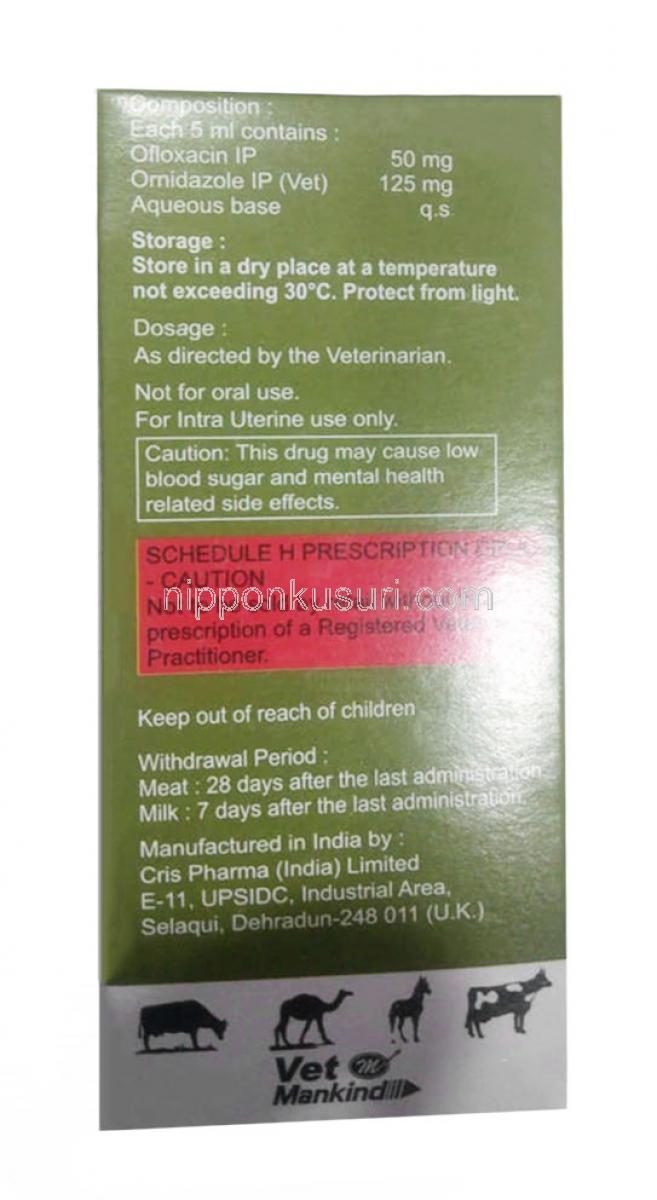 Composition :
Each 5 ml contains :
Ofloxacin IP 50 mg
Ornidazole IP (Vet) 125 mg
Aqueous base q.s.
Storage :
Store in a dry place at a temperature
not exceeding 30°C. Protect from light.
Dosage :
As directed by the Veterinarian.
Not for oral use.
For Intra Uterine use only.
Caution: This drug may cause low
blood sugar and mental health
related side effects.
SCHEDULE H PRESCRIPTION
- CAUTION
nipponkusuri.com
prescription of a Registered
Practitioner.
Keep out of reach of children
Withdrawal Period :
Meat : 28 days after the last administration
Milk : 7 days after the last administration.
Manufactured in India by :
Cris Pharma (India) Limited
E-11, UPSIDC, Industrial Area,
Selaqui, Dehradun-248 011 (U.K.)
Vet m
Mankind